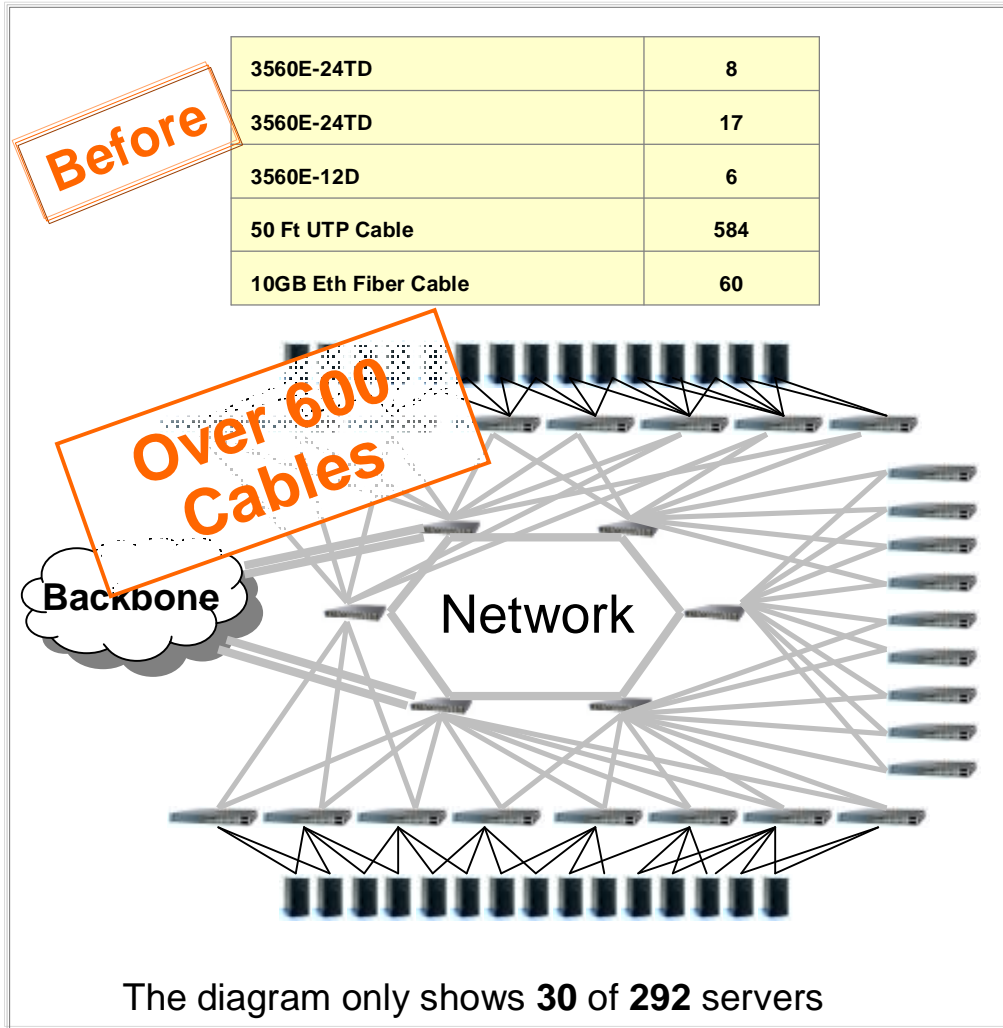 Before
3560E-24TD 8
3560E-24TD 17
3560E-12D 6
50 Ft UTP Cable 584
10GB Eth Fiber Cable 60
Over 600
Cables
Backbone
Network
The diagram only shows 30 of 292 servers